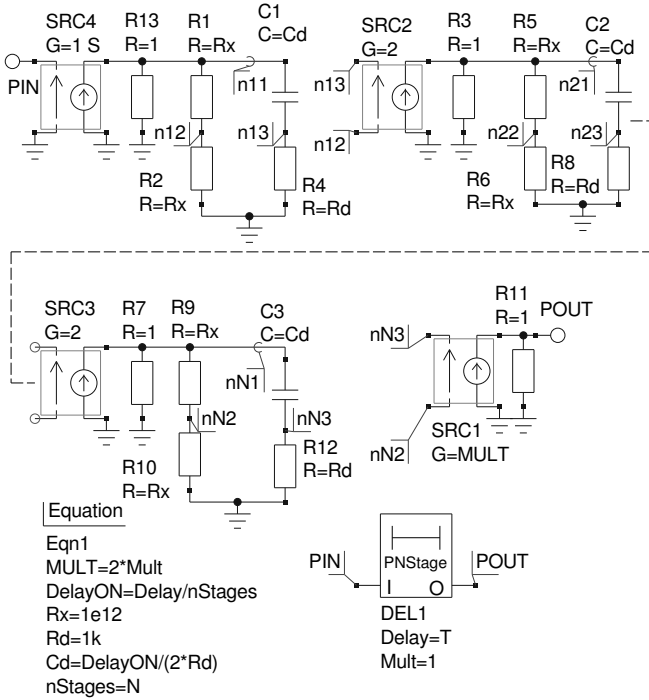 SRC4
G=1 S
R13
R=1
R1
R=Rx
C1
C=Cd
SRC2
G=2
R3
R=1
R5
R=Rx
C2
C=Cd
PIN
n11
n12
n13
n13
n12
n21
n22
n23
R2
R=Rx
R4
R=Rd
R6
R=Rx
R8
R=Rd
SRC3
G=2
R7
R=1
R9
R=Rx
C3
C=Cd
R11
R=1
POUT
nN1
nN2
nN3
nN3
nN2
R10
R=Rx
R12
R=Rd
SRC1
G=MULT
Equation
Eqn1
MULT=2*Mult
DelayON=Delay/nStages
Rx=1e12
Rd=1k
Cd=DelayON/(2*Rd)
nStages=N
PIN
PNStage
POUT
I O
DEL1
Delay=T
Mult=1